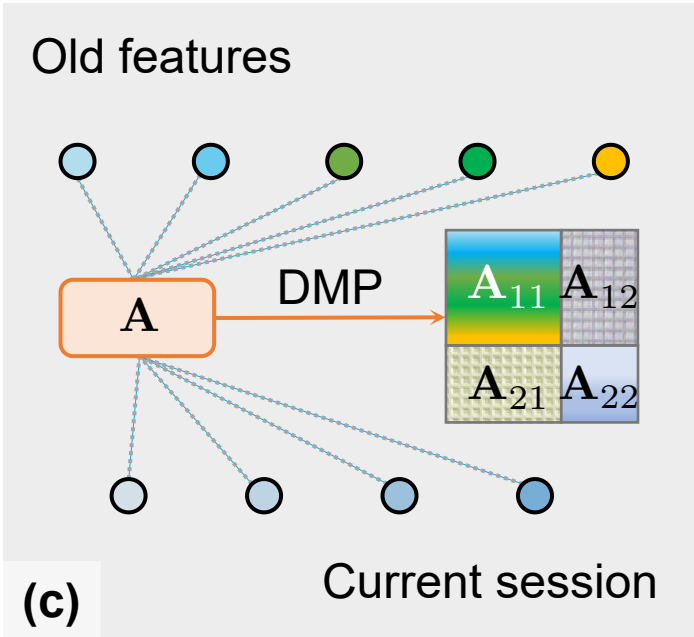 Old features
DMP
A
A₁₁ A₁₂
A₂₁ A₂₂
Current session
(c)